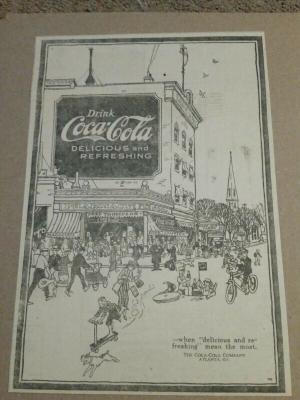 Drink
Coca-Cola
DELICIOUS and
REFRESHING
—when "delicious and re-
freshing" mean the most.
THE COCA-COLA COMPANY
ATLANTA, GA.